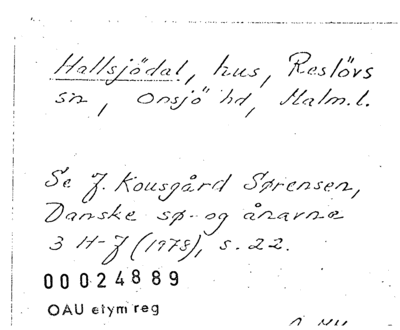 Hallsjödal, hus, Reslövs
sn, Onsjö hd, Malm.l.
Se J. Kousgård Sørensen,
Danske sø- og ånavne
3 H-J (1978), s. 22.
00024889
OAU etym reg